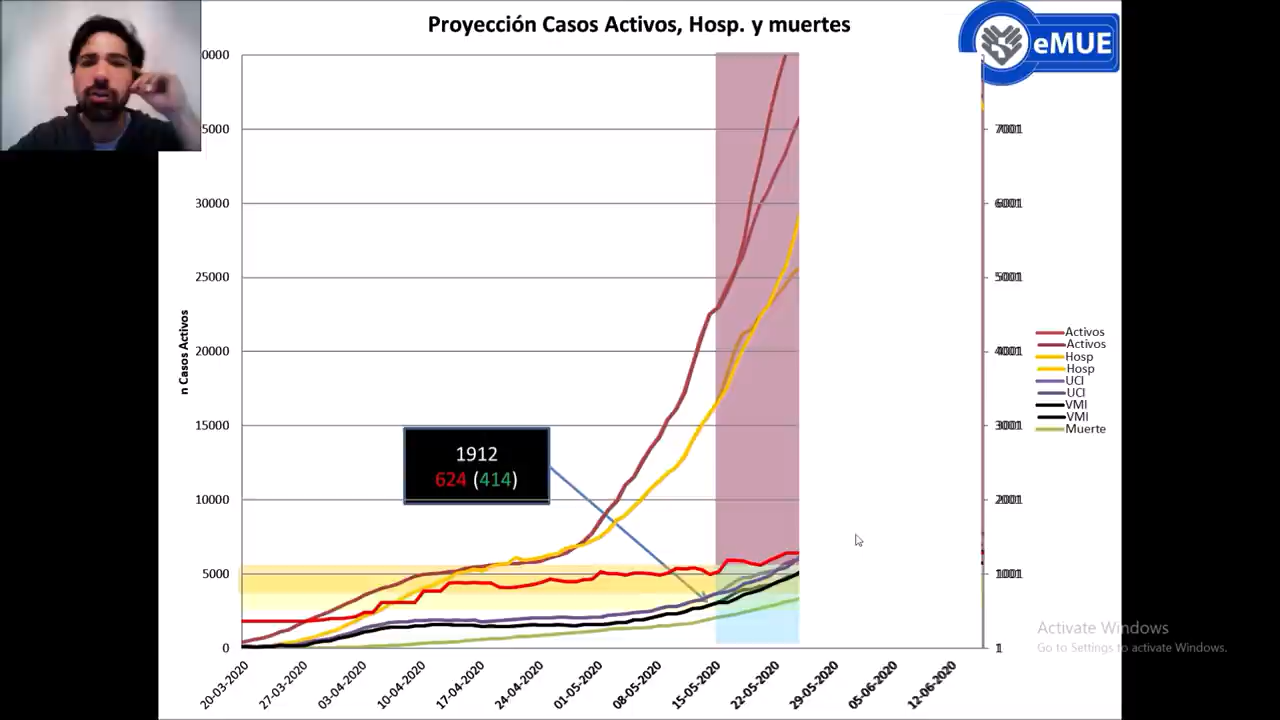 Proyección Casos Activos, Hosp. y muertes
eMUE
0000
5000
30000
25000
20000
15000
10000
5000
0
n Casos Activos
7001
5001
3001
2001
1001
1
1912
624 (414)
Activos
Activos
Hosp
Hosp
UCI
UCI
VMI
VMI
Muerte
20-03-2020
27-03-2020
03-04-2020
10-04-2020
17-04-2020
24-04-2020
01-05-2020
08-05-2020
15-05-2020
22-05-2020
29-05-2020
05-06-2020
12-06-2020
Activate Windows
Go to Settings to activate Windows.